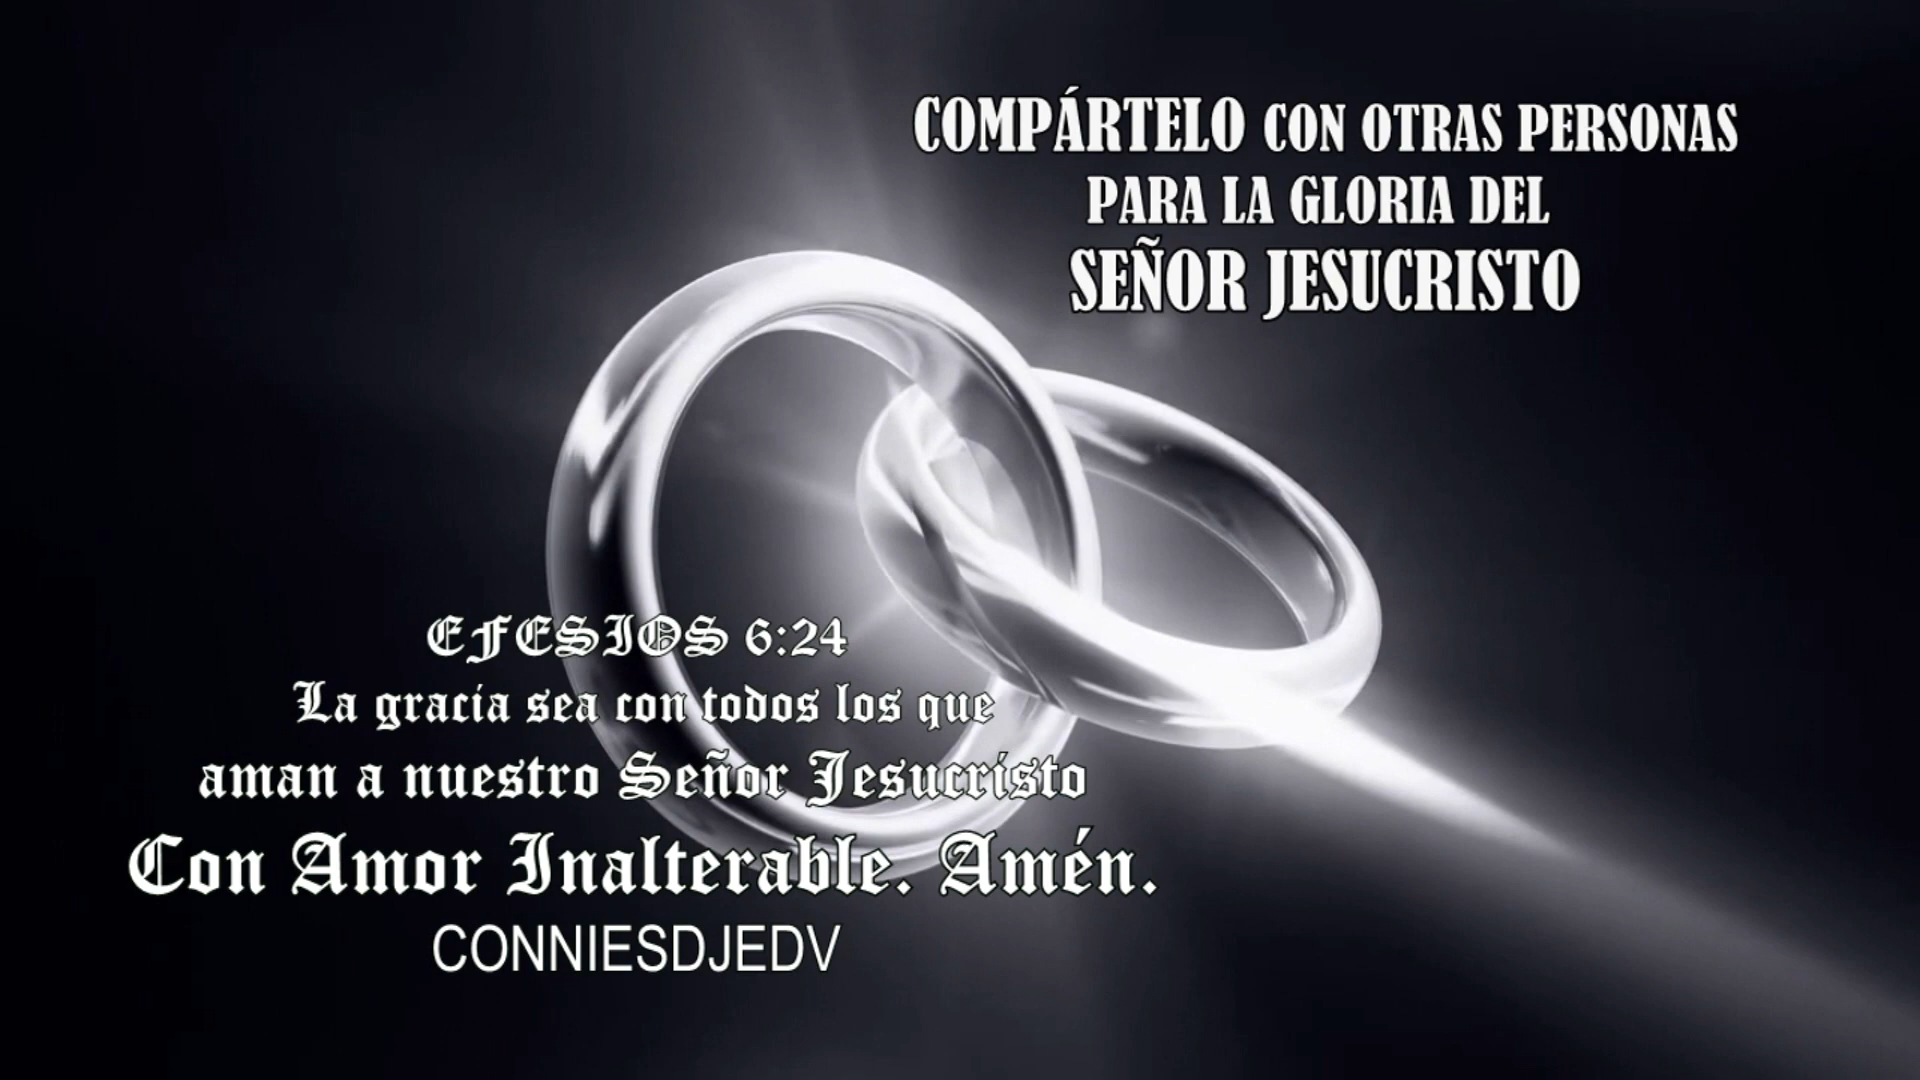 COMPÁRTELO CON OTRAS PERSONAS
PARA LA GLORIA DEL
SEÑOR JESUCRISTO
EFESIOS 6:24
La gracia sea con todos los que
aman a nuestro Señor Jesucristo
Con Amor Inalterable. Amén.
CONNIESDJEDV